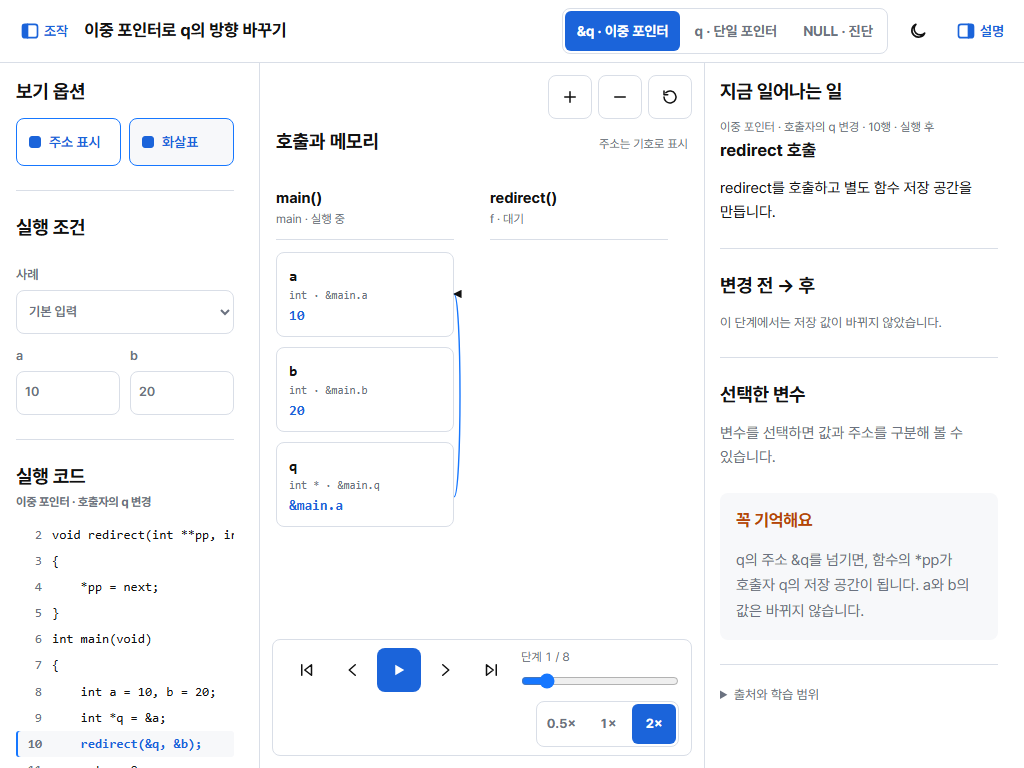 조작
이중 포인터로 q의 방향 바꾸기
&q · 이중 포인터
q · 단일 포인터
NULL · 진단
설명
보기 옵션
주소 표시
화살표
실행 조건
사례
기본 입력
a
b
10
20
실행 코드
이중 포인터 · 호출자의 q 변경
2 void redirect(int **pp, in
3 {
4 *pp = next;
5 }
6 int main(void)
7 {
8 int a = 10, b = 20;
9 int *q = &a;
10 redirect(&q, &b);
호출과 메모리
주소는 기호로 표시
main()
main · 실행 중
redirect()
f · 대기
a
int · &main.a
10
b
int · &main.b
20
q
int * · &main.q
&main.a
단계 1 / 8
0.5×
1×
2×
지금 일어나는 일
이중 포인터 · 호출자의 q 변경 · 10행 · 실행 후
redirect 호출
redirect를 호출하고 별도 함수 저장 공간을
만듭니다.
변경 전 → 후
이 단계에서는 저장 값이 바뀌지 않았습니다.
선택한 변수
변수를 선택하면 값과 주소를 구분해 볼 수
있습니다.
꼭 기억해요
q의 주소 &q를 넘기면, 함수의 *pp가
호출자 q의 저장 공간이 됩니다. a와 b의
값은 바뀌지 않습니다.
출처와 학습 범위